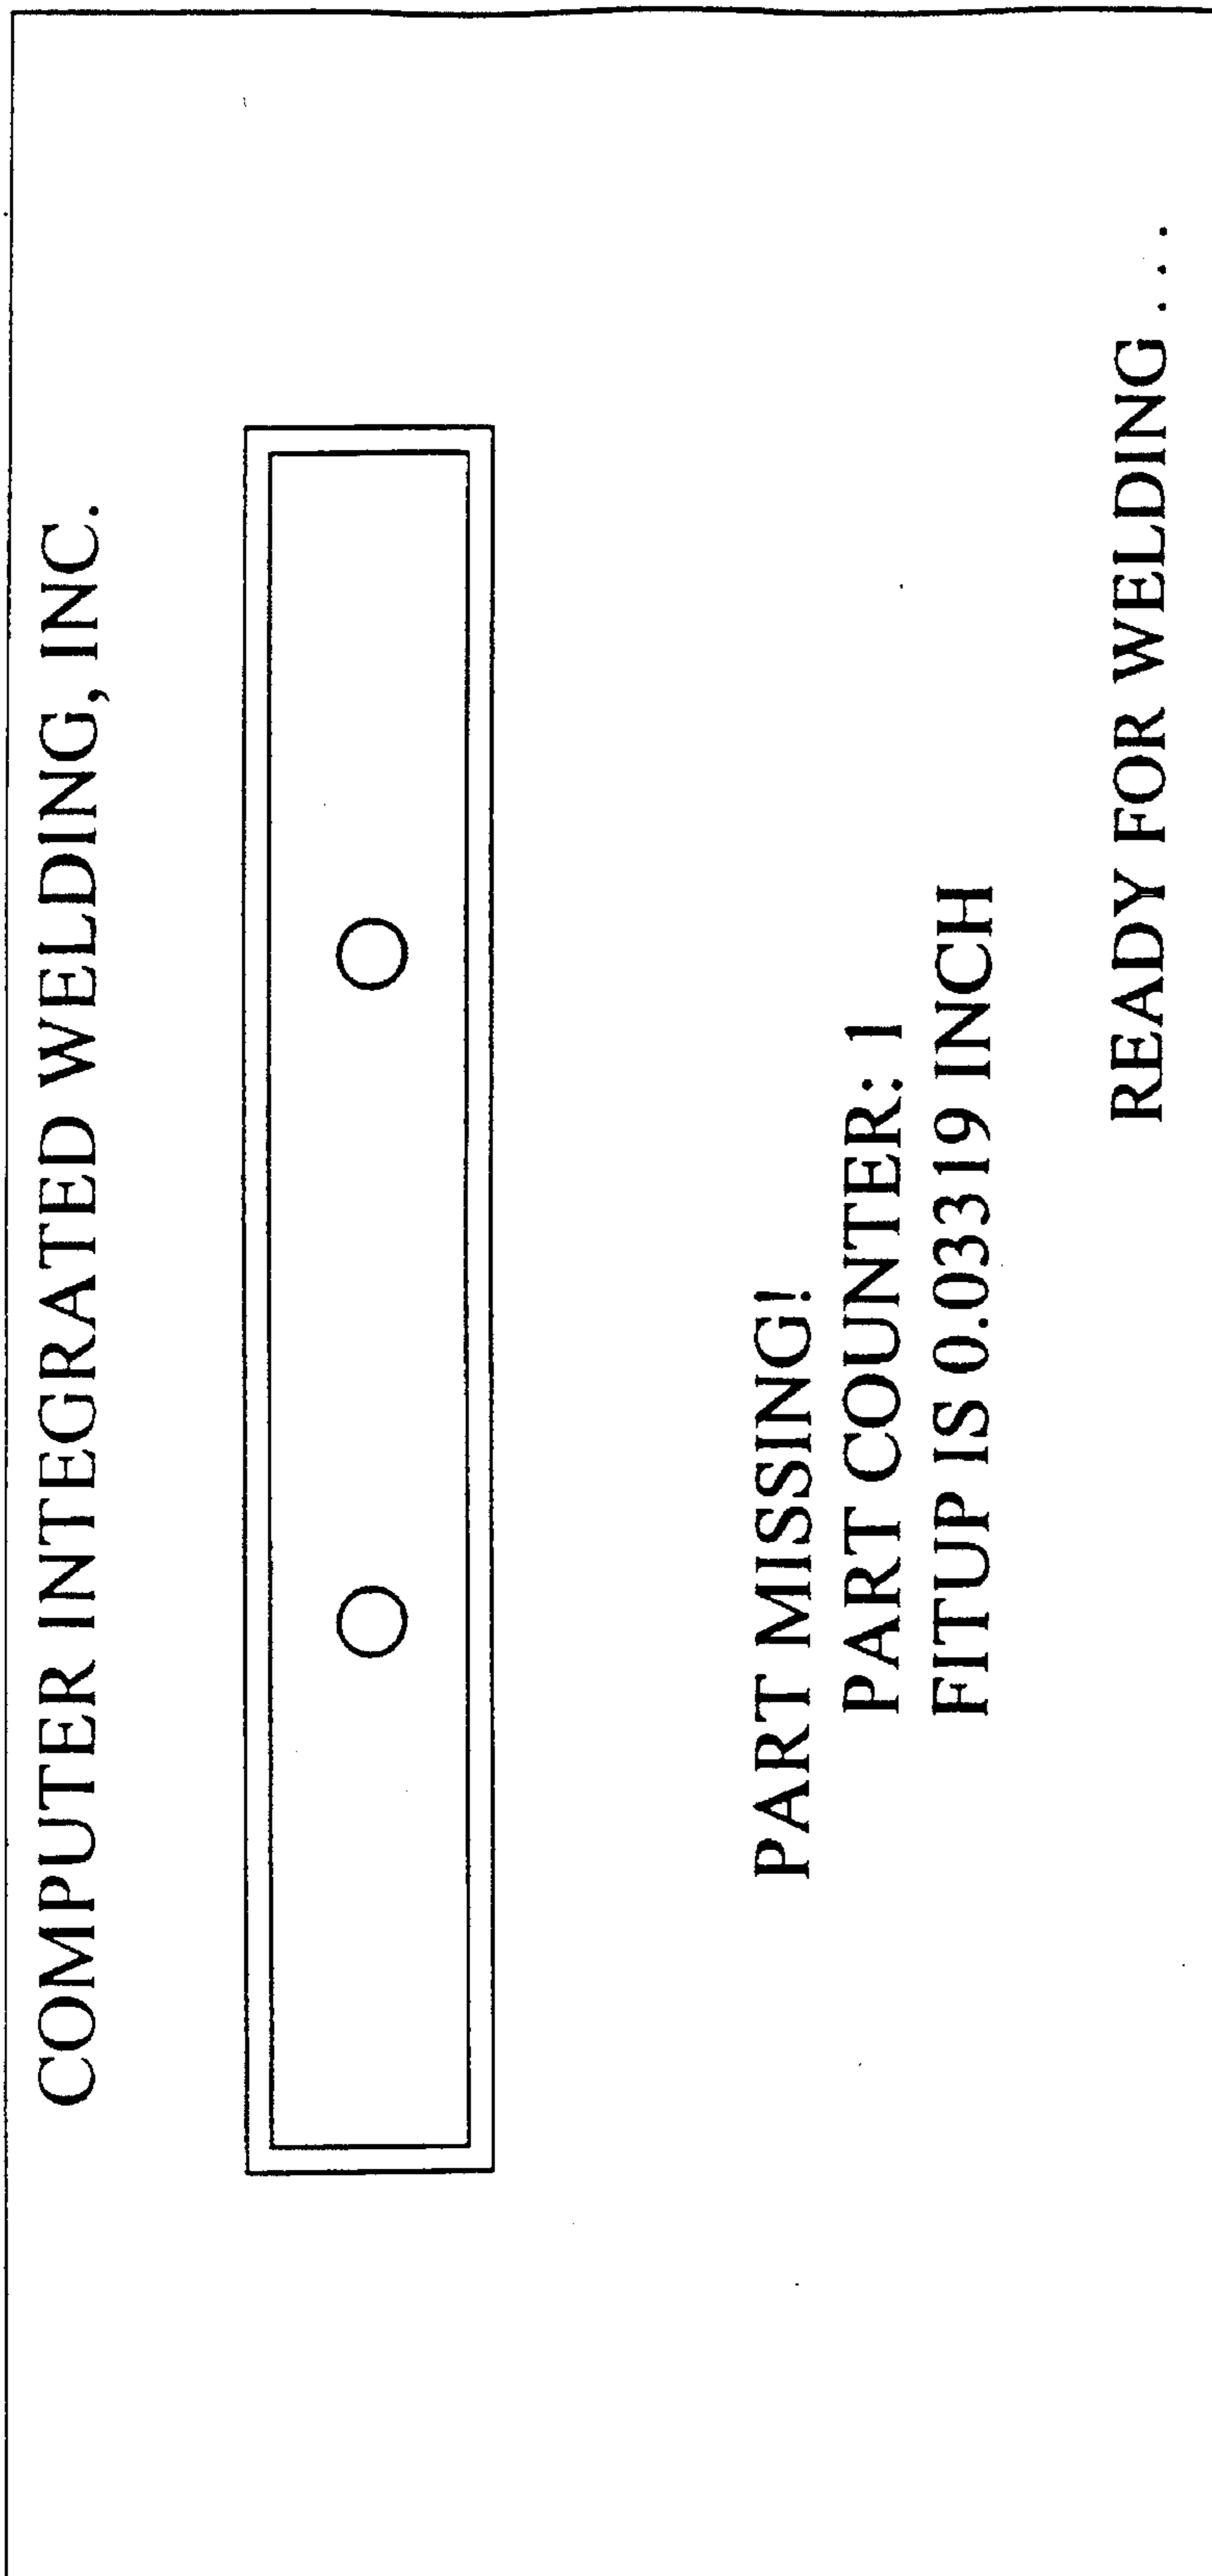 COMPUTER INTEGRATED WELDING, INC.
PART MISSING!
PART COUNTER: 1
FITUP IS 0.03319 INCH
READY FOR WELDING . . .